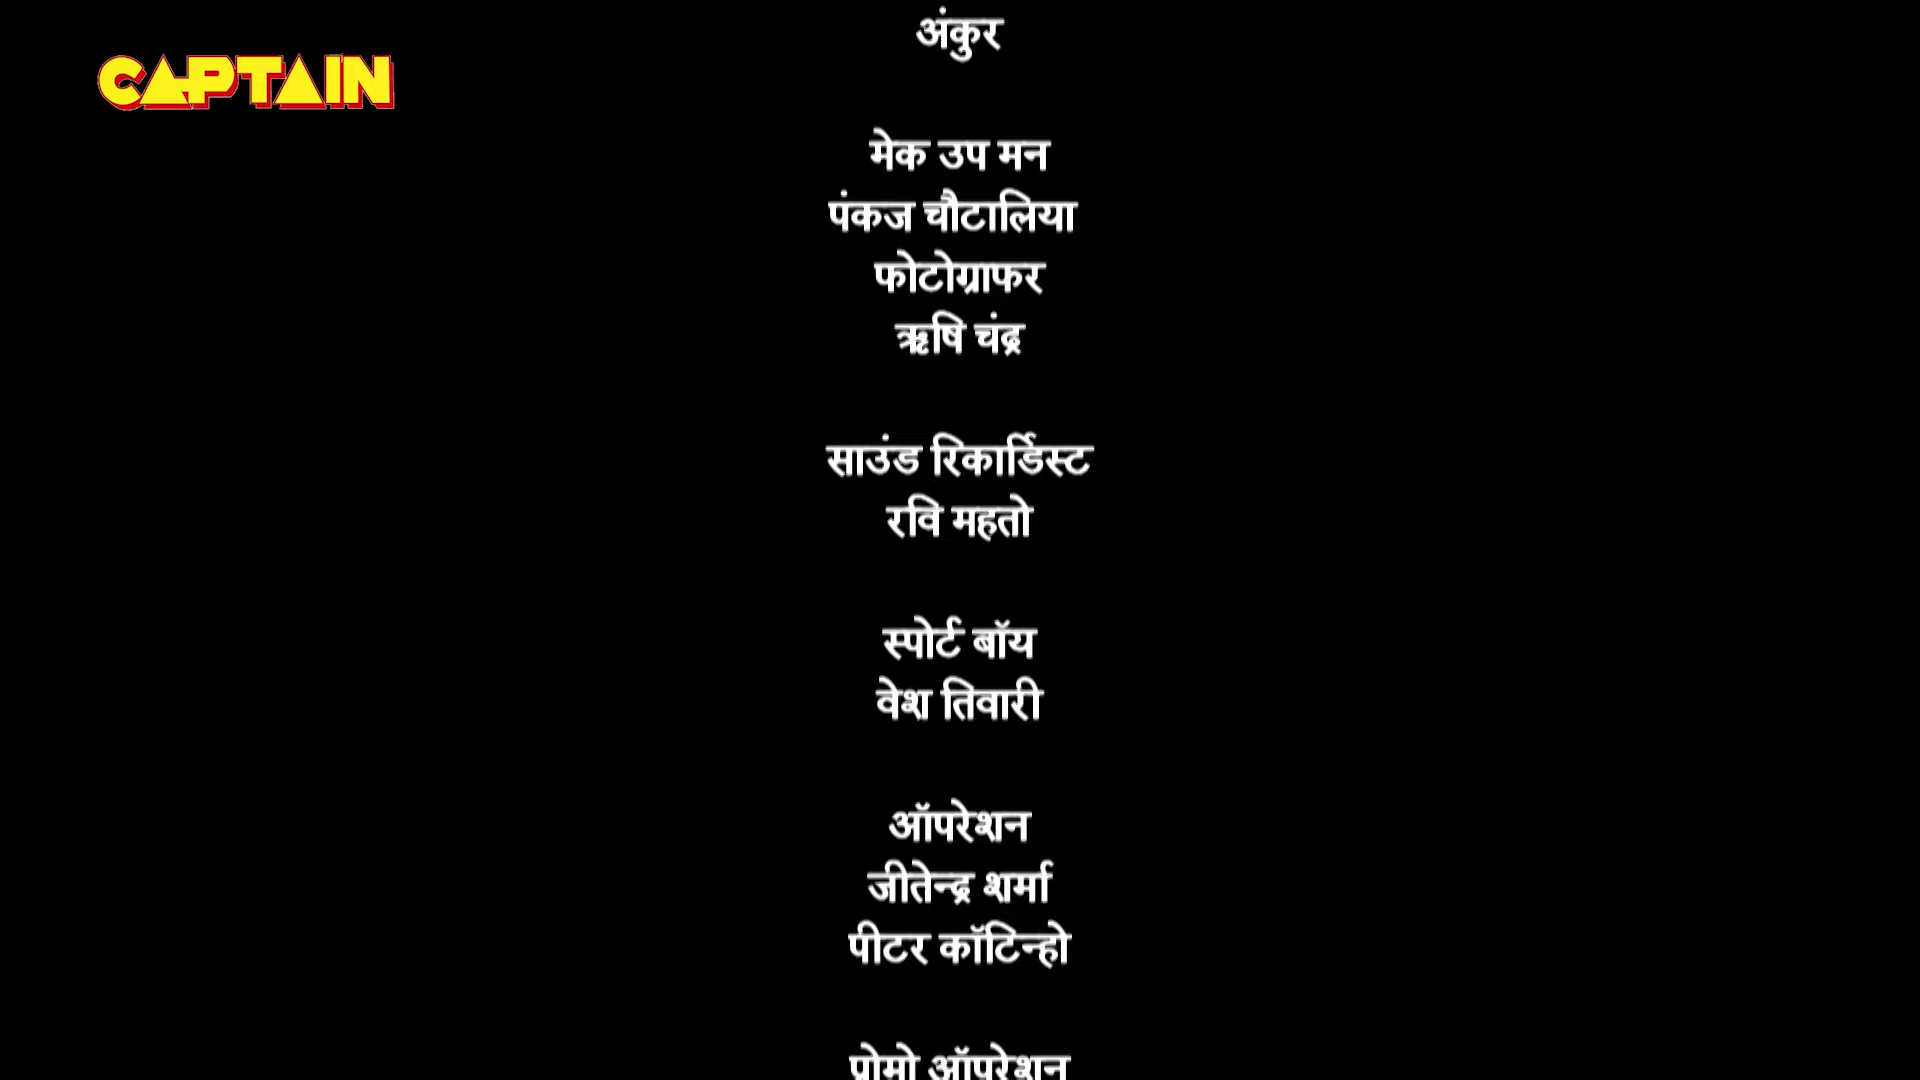 CAPTAIN
अंकुर
मेक उप मन
पंकज चौटालिया
फोटोग्राफर
ऋषि चंद्र
साउंड रिकार्डिस्ट
रवि महतो
स्पोर्ट बॉय
वेश तिवारी
ऑपरेशन
जीतेन्द्र शर्मा
पीटर कॉटिन्हो
प्रोमो ऑपरेशन